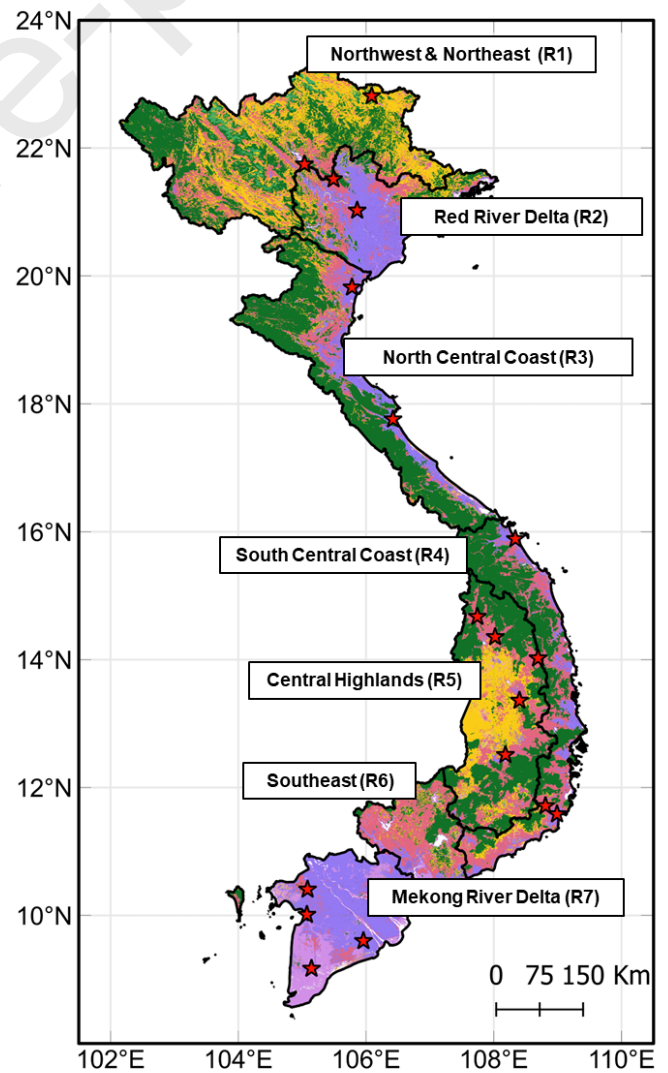 24°N
Northwest & Northeast (R1)
22°N
Red River Delta (R2)
20°N
North Central Coast (R3)
18°N
16°N
South Central Coast (R4)
14°N
Central Highlands (R5)
Southeast (R6)
12°N
Mekong River Delta (R7)
10°N
0 75 150 Km
102°E 104°E 106°E 108°E 110°E